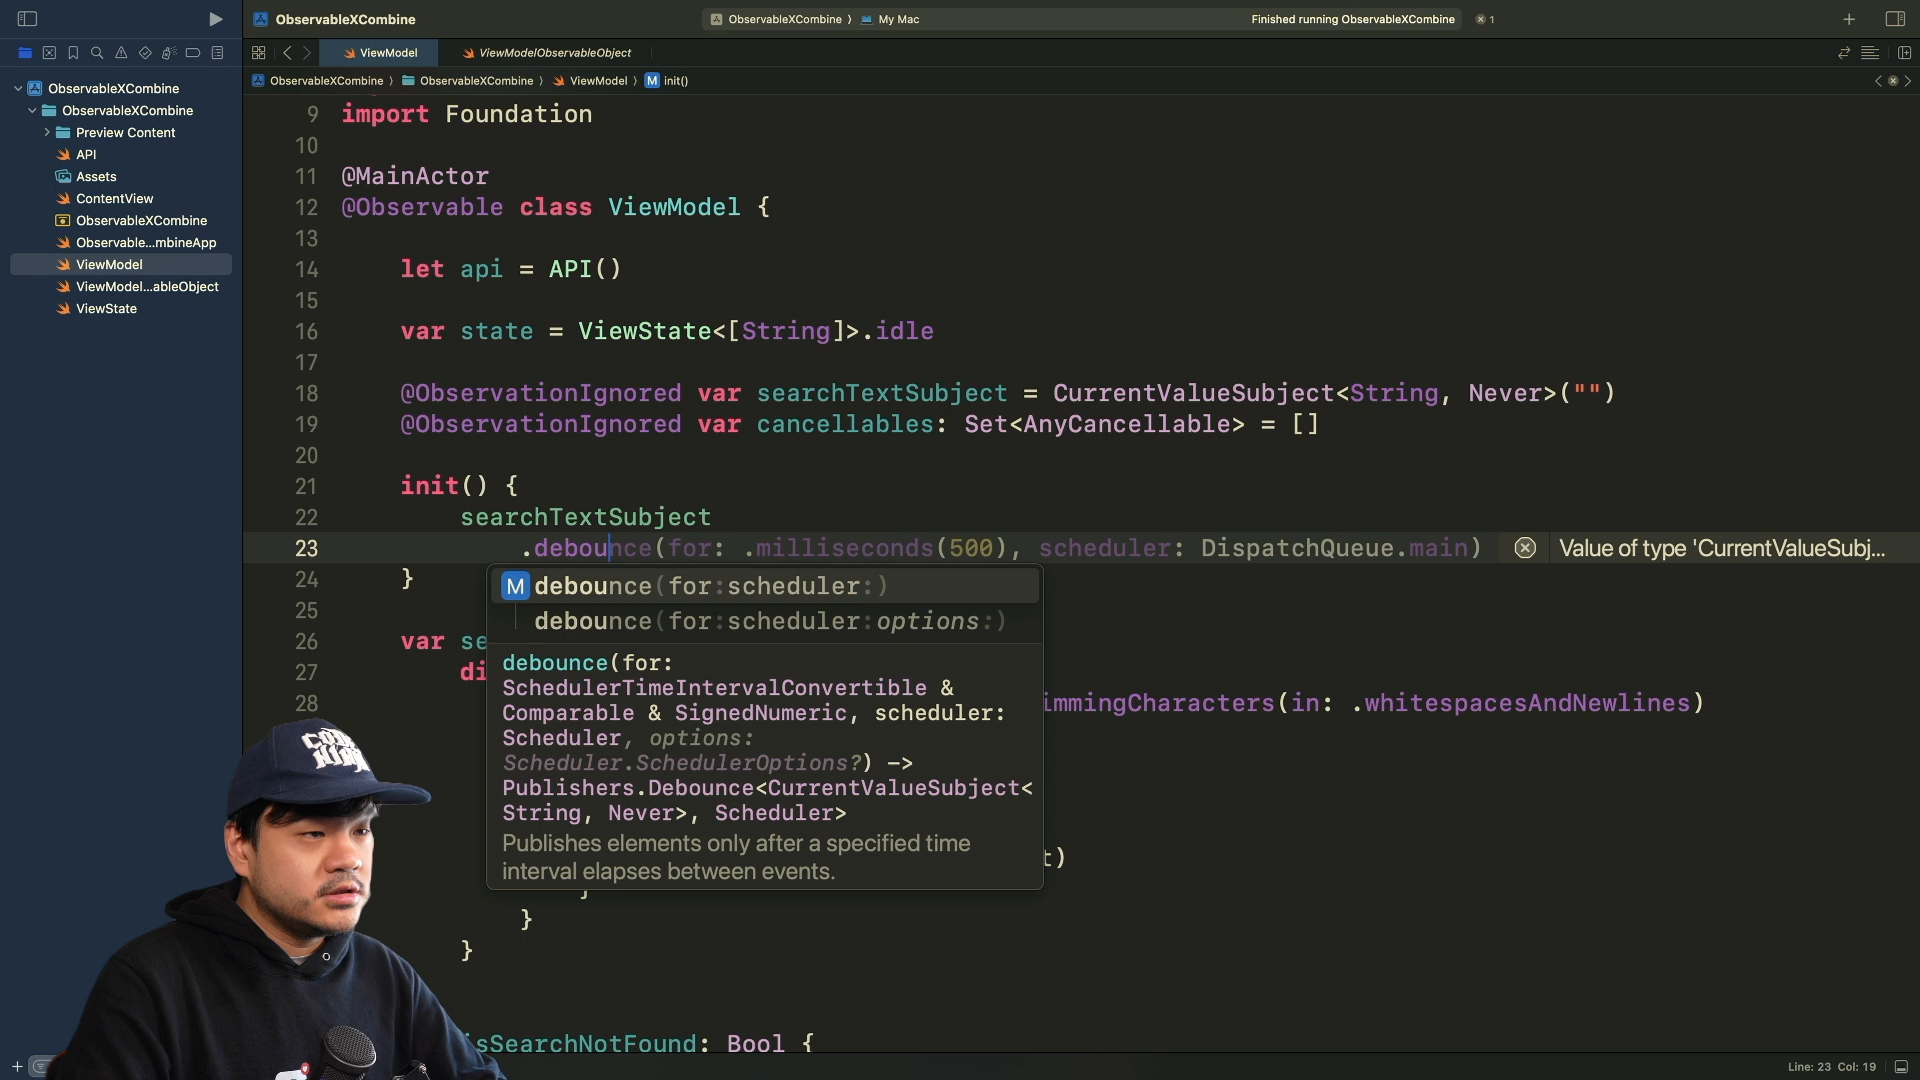 ObservableXCombine
ObservableXCombine 〉 My Mac
Finished running ObservableXCombine
1
ViewModel
ViewModelObservableObject
ObservableXCombine 〉 ObservableXCombine 〉 ViewModel 〉 M init()
ObservableXCombine
ObservableXCombine
Preview Content
API
Assets
ContentView
ObservableXCombine
Observable...mbineApp
ViewModel
ViewModel...ableObject
ViewState
9 import Foundation
10
11 @MainActor
12 @Observable class ViewModel {
13
14 let api = API()
15
16 var state = ViewState<[String]>.idle
17
18 @ObservationIgnored var searchTextSubject = CurrentValueSubject<String, Never>("")
19 @ObservationIgnored var cancellables: Set<AnyCancellable> = []
20
21 init() {
22 searchTextSubject
23 .debounce(for: .milliseconds(500), scheduler: DispatchQueue.main) Value of type 'CurrentValueSubj...
24 }
M debounce(for:scheduler:)
25
debounce(for:scheduler:options:)
26 var se
27 di
28 immingCharacters(in: .whitespacesAndNewlines)
debounce(for:
SchedulerTimeIntervalConvertible &
Comparable & SignedNumeric, scheduler:
Scheduler, options:
Scheduler.SchedulerOptions?) ->
Publishers.Debounce<CurrentValueSubject<
String, Never>, Scheduler>
Publishes elements only after a specified time
interval elapses between events.
t)
}
}
}
isSearchNotFound: Bool {
CODE
NINJA
Line: 23 Col: 19